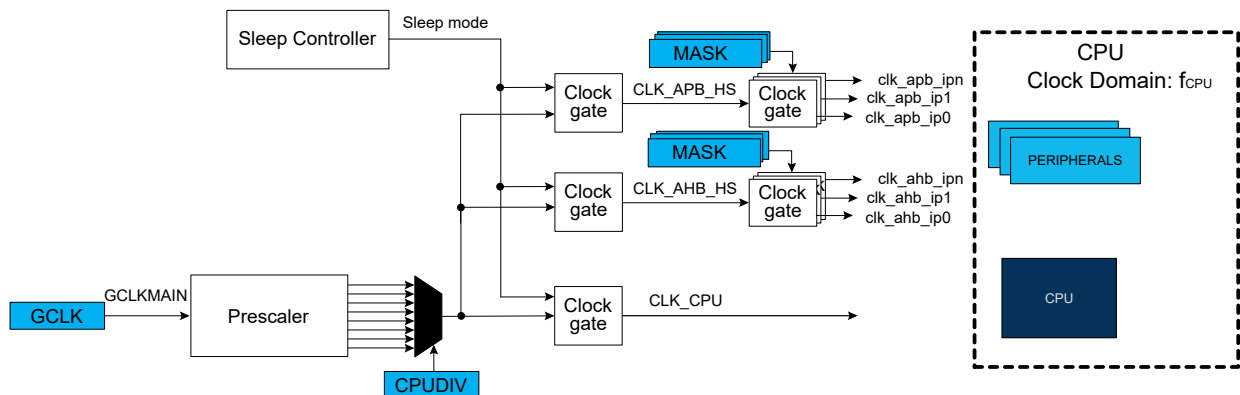 Sleep mode
Sleep Controller
MASK
CPU
Clock Domain: fCPU
clk_apb_ipn
Clock
gate
CLK_APB_HS
Clock
gate
clk_apb_ip1
clk_apb_ip0
PERIPHERALS
MASK
clk_ahb_ipn
Clock
gate
CLK_AHB_HS
Clock
gate
clk_ahb_ip1
clk_ahb_ip0
GCLKMAIN
GCLK
Prescaler
Clock
gate
CLK_CPU
CPU
CPUDIV